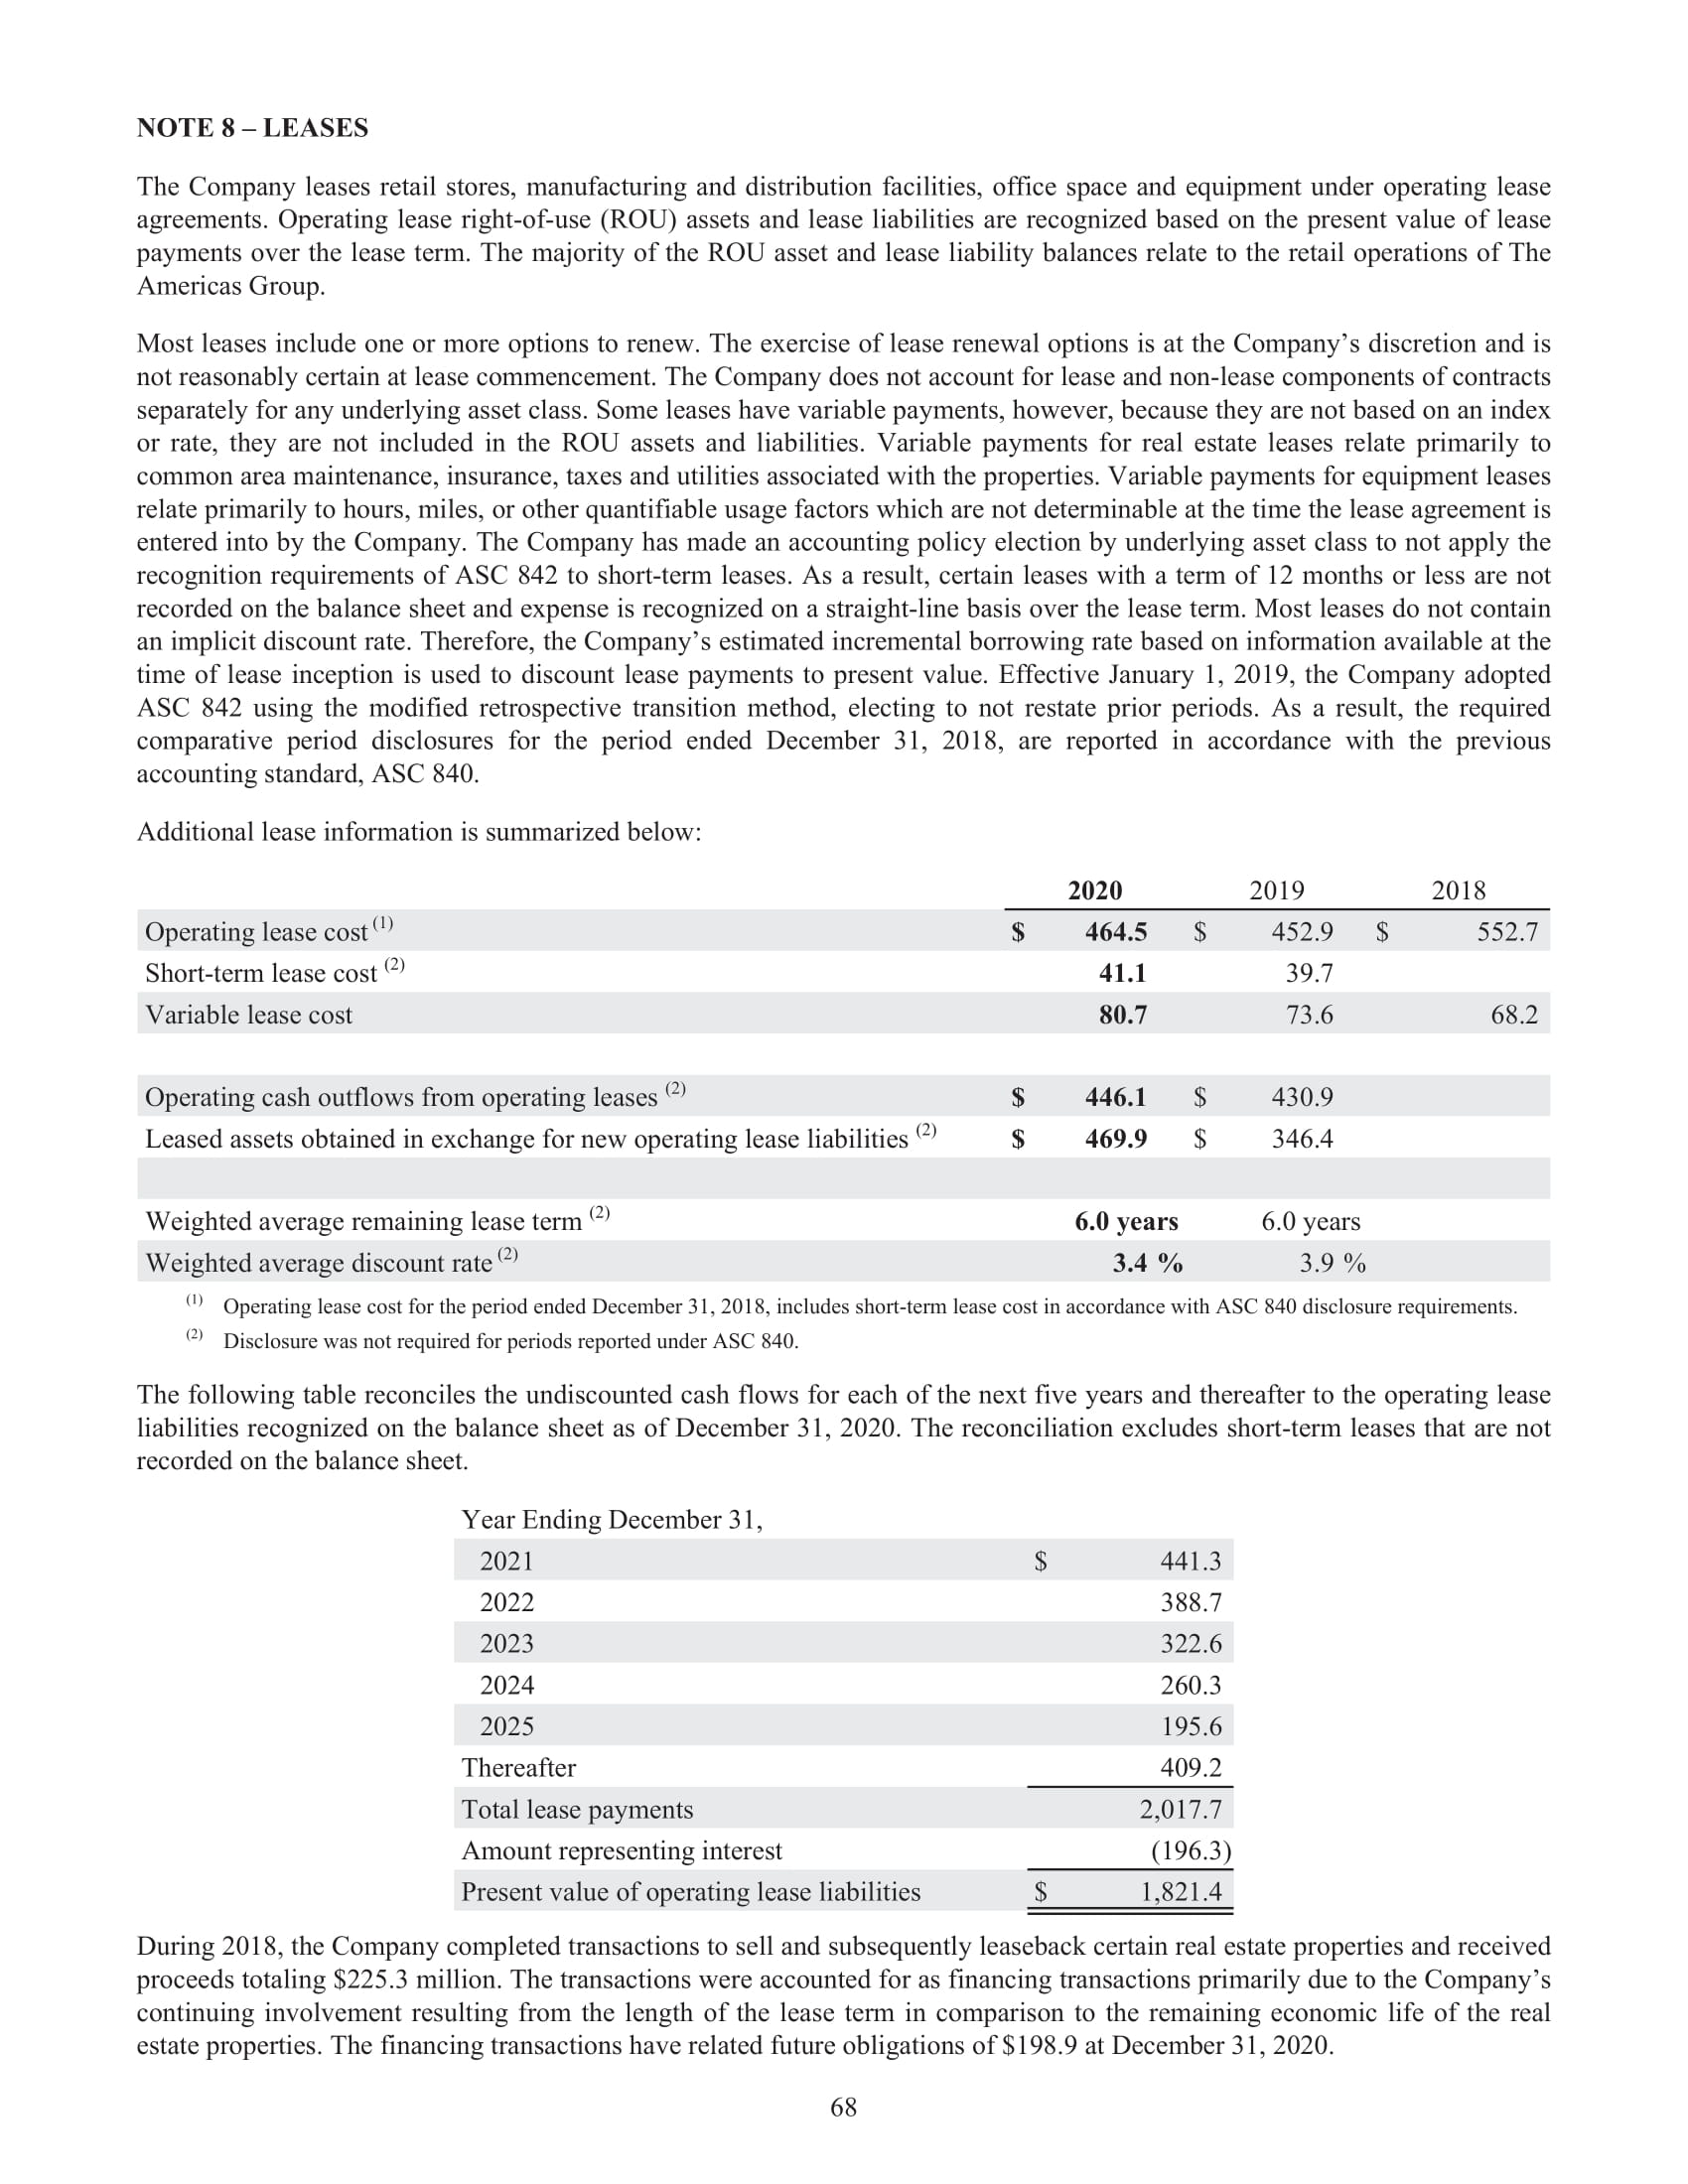 NOTE 8 – LEASES
The Company leases retail stores, manufacturing and distribution facilities, office space and equipment under operating lease
agreements. Operating lease right-of-use (ROU) assets and lease liabilities are recognized based on the present value of lease
payments over the lease term. The majority of the ROU asset and lease liability balances relate to the retail operations of The
Americas Group.
Most leases include one or more options to renew. The exercise of lease renewal options is at the Company’s discretion and is
not reasonably certain at lease commencement. The Company does not account for lease and non-lease components of contracts
separately for any underlying asset class. Some leases have variable payments, however, because they are not based on an index
or rate, they are not included in the ROU assets and liabilities. Variable payments for real estate leases relate primarily to
common area maintenance, insurance, taxes and utilities associated with the properties. Variable payments for equipment leases
relate primarily to hours, miles, or other quantifiable usage factors which are not determinable at the time the lease agreement is
entered into by the Company. The Company has made an accounting policy election by underlying asset class to not apply the
recognition requirements of ASC 842 to short-term leases. As a result, certain leases with a term of 12 months or less are not
recorded on the balance sheet and expense is recognized on a straight-line basis over the lease term. Most leases do not contain
an implicit discount rate. Therefore, the Company’s estimated incremental borrowing rate based on information available at the
time of lease inception is used to discount lease payments to present value. Effective January 1, 2019, the Company adopted
ASC 842 using the modified retrospective transition method, electing to not restate prior periods. As a result, the required
comparative period disclosures for the period ended December 31, 2018, are reported in accordance with the previous
accounting standard, ASC 840.
Additional lease information is summarized below:
2020 2019 2018
Operating lease cost (1) $ 464.5 $ 452.9 $ 552.7
Short-term lease cost (2) 41.1 39.7
Variable lease cost 80.7 73.6 68.2
Operating cash outflows from operating leases (2) $ 446.1 $ 430.9
Leased assets obtained in exchange for new operating lease liabilities (2) $ 469.9 $ 346.4
Weighted average remaining lease term (2) 6.0 years 6.0 years
Weighted average discount rate (2) 3.4 % 3.9 %
(1) Operating lease cost for the period ended December 31, 2018, includes short-term lease cost in accordance with ASC 840 disclosure requirements.
(2) Disclosure was not required for periods reported under ASC 840.
The following table reconciles the undiscounted cash flows for each of the next five years and thereafter to the operating lease
liabilities recognized on the balance sheet as of December 31, 2020. The reconciliation excludes short-term leases that are not
recorded on the balance sheet.
Year Ending December 31,
2021 $ 441.3
2022 388.7
2023 322.6
2024 260.3
2025 195.6
Thereafter 409.2
Total lease payments 2,017.7
Amount representing interest (196.3)
Present value of operating lease liabilities $ 1,821.4
During 2018, the Company completed transactions to sell and subsequently leaseback certain real estate properties and received
proceeds totaling $225.3 million. The transactions were accounted for as financing transactions primarily due to the Company’s
continuing involvement resulting from the length of the lease term in comparison to the remaining economic life of the real
estate properties. The financing transactions have related future obligations of $198.9 at December 31, 2020.
68